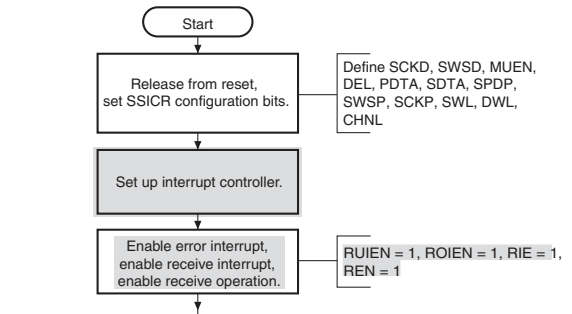 Start
Release from reset,
set SSICR configuration bits.
Define SCKD, SWSD, MUEN,
DEL, PDTA, SDTA, SPDP,
SWSP, SCKP, SWL, DWL,
CHNL
Set up interrupt controller.
Enable error interrupt,
enable receive interrupt,
enable receive operation.
RUIEN = 1, ROIEN = 1, RIE = 1,
REN = 1